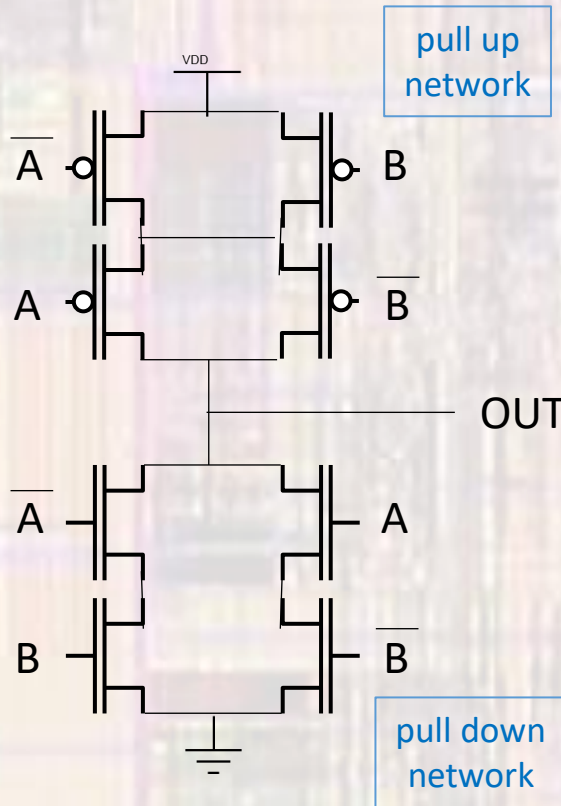 pull up
network
VDD
A̅ B
A B̅
OUT
A̅ A
B B̅
pull down
network